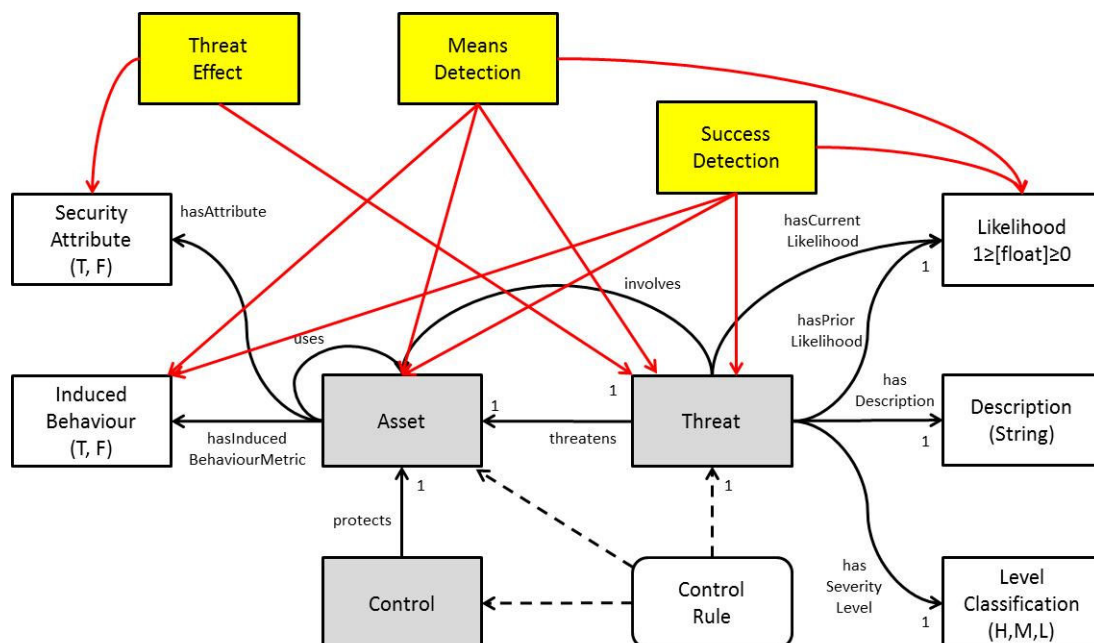 Threat
Effect
Means
Detection
Success
Detection
Security
Attribute
(T, F)
hasAttribute
hasCurrent
Likelihood
Likelihood
1≥[float]≥0
1
involves
hasPrior
Likelihood
uses
Induced
Behaviour
(T, F)
hasInduced
BehaviourMetric
Asset
1
threatens
1
Threat
has
Description
1
Description
(String)
1
1
protects
Control
Control
Rule
has
Severity
Level
1
Level
Classification
(H,M,L)